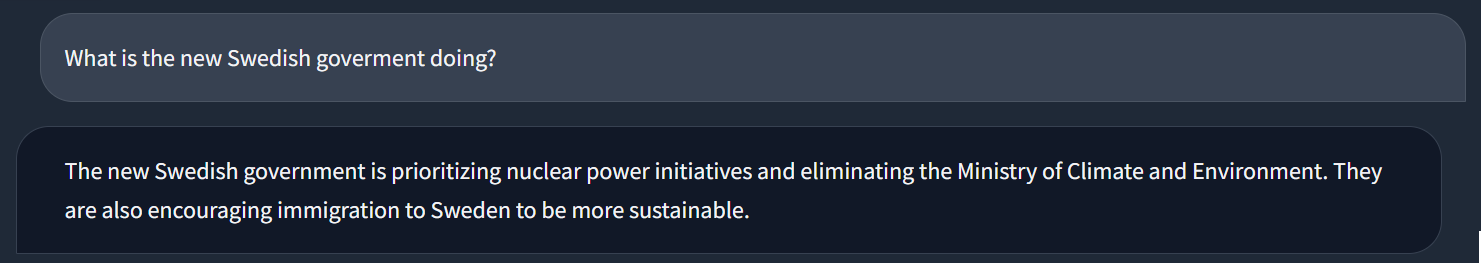 What is the new Swedish goverment doing?
The new Swedish government is prioritizing nuclear power initiatives and eliminating the Ministry of Climate and Environment. They
are also encouraging immigration to Sweden to be more sustainable.